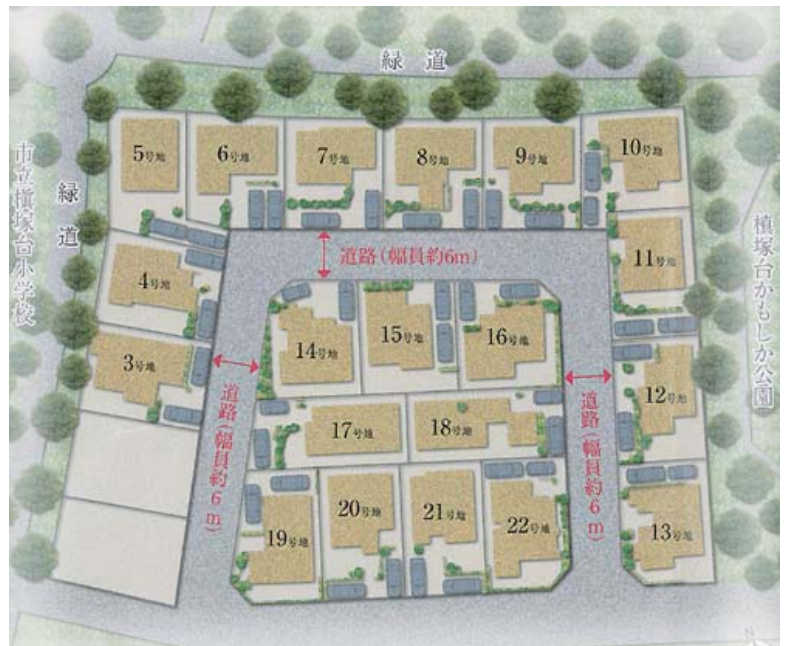 緑道
緑道
市立槇塚台小学校
槇塚台かもしか公園
5号地
6号地
7号地
8号地
9号地
10号地
11号地
4号地
3号地
道路(幅員約6m)
14号地
15号地
16号地
12号地
道路(幅員約6m)
道路(幅員約6m)
17号地
18号地
19号地
20号地
21号地
22号地
13号地